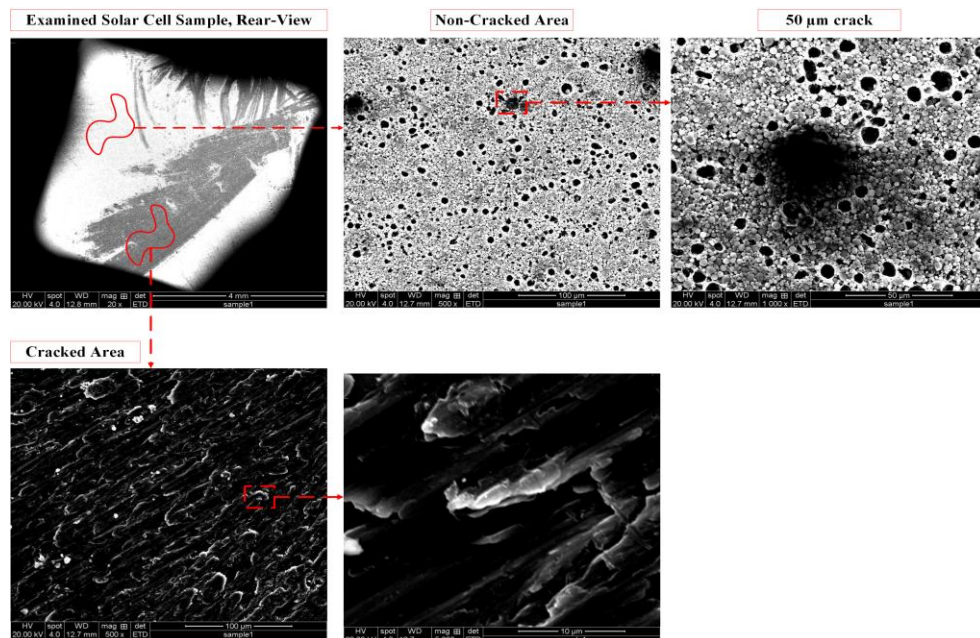 Examined Solar Cell Sample, Rear-View
Non-Cracked Area
50 µm crack
HV spot WD mag ⊞ det 4 mm
20.00 kV 4.0 12.8 mm 20 x ETD sample1
HV spot WD mag ⊞ det 100 µm
20.00 kV 4.0 12.7 mm 500 x ETD sample1
HV spot WD mag ⊞ det 50 µm
20.00 kV 4.0 12.7 mm 1 000 x ETD sample1
Cracked Area
HV spot WD mag ⊞ det 100 µm
20.00 kV 4.0 12.7 mm 500 x ETD sample1
HV spot WD mag ⊞ det 10 µm